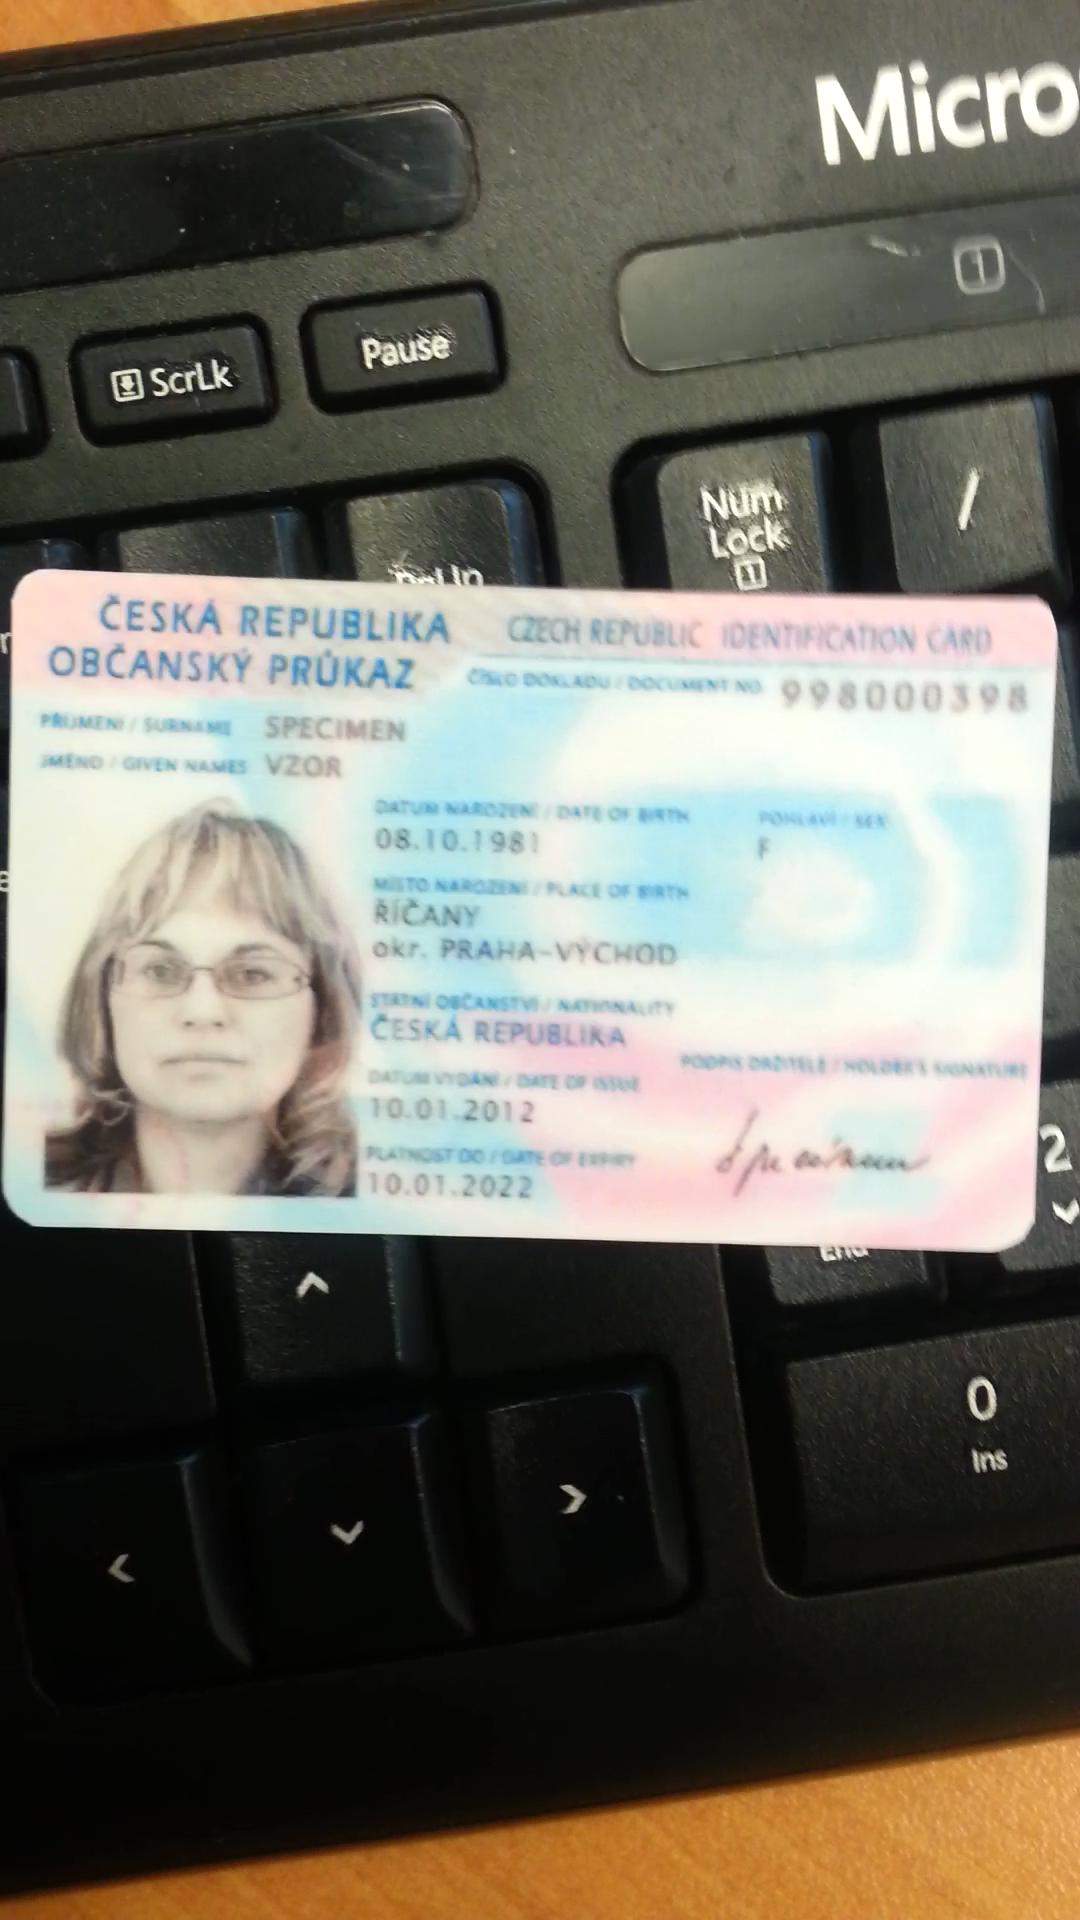 Micro
1
ScrLk
Pause
Num
Lock
1
/
ČESKÁ REPUBLIKA
OBČANSKÝ PRŮKAZ
CZECH REPUBLIC IDENTIFICATION CARD
ČÍSLO DOKLADU / DOCUMENT NO. 998000398
PŘÍJMENÍ / SURNAME SPECIMEN
JMÉNO / GIVEN NAMES VZOR
DATUM NAROZENÍ / DATE OF BIRTH
08.10.1981
POHLAVÍ / SEX
F
MÍSTO NAROZENÍ / PLACE OF BIRTH
ŘÍČANY
okr. PRAHA-VÝCHOD
STÁTNÍ OBČANSTVÍ / NATIONALITY
ČESKÁ REPUBLIKA
PODPIS DRŽITELE / HOLDER'S SIGNATURE
DATUM VYDÁNÍ / DATE OF ISSUE
10.01.2012
Specimen
PLATNOST DO / DATE OF EXPIRY
10.01.2022
2
End
0
Ins